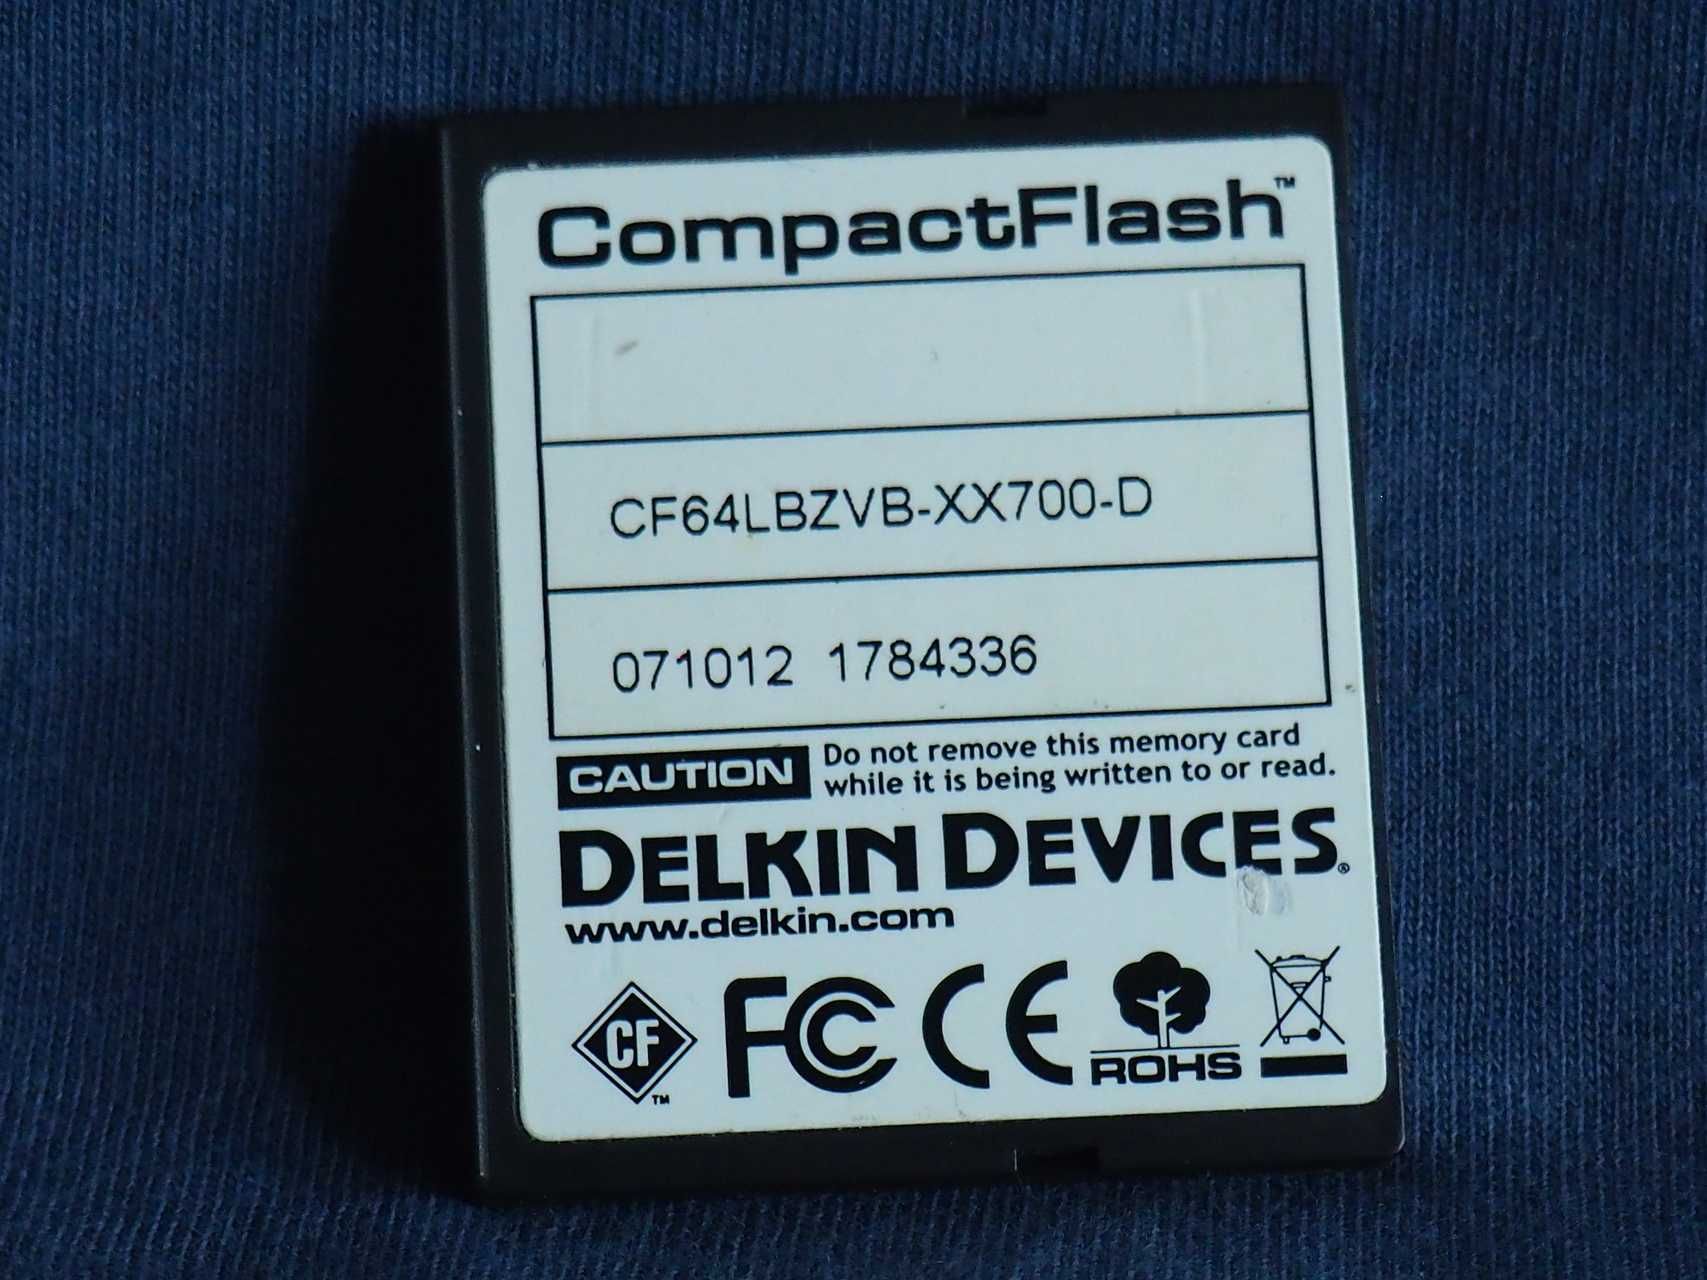 CompactFlash™
CF64LBZVB-XX700-D
071012 1784336
CAUTION Do not remove this memory card
while it is being written to or read.
DELKIN DEVICES®
www.delkin.com
CF™ FC CE ROHS